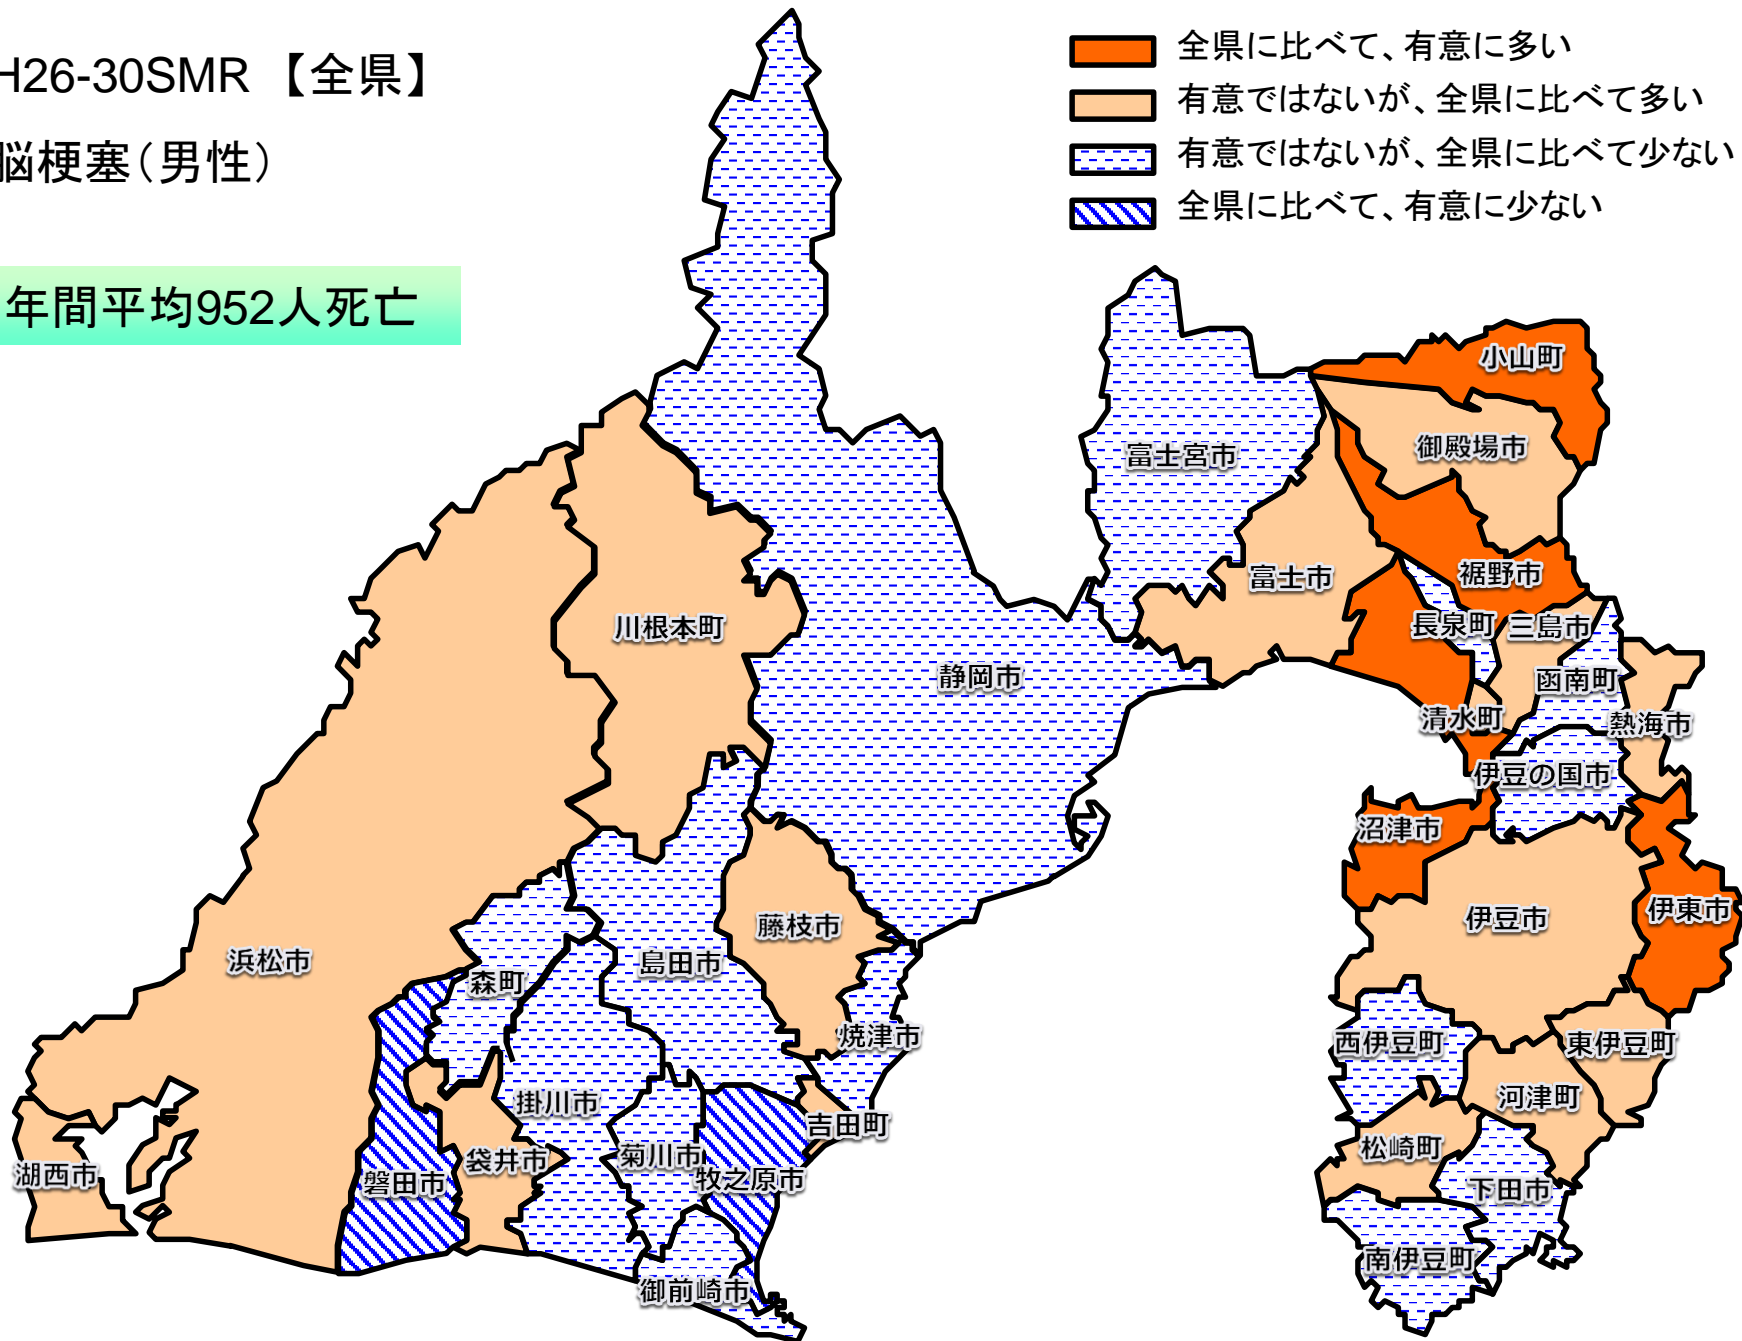 H26-30SMR 【全県】
脳梗塞（男性）
年間平均952人死亡
全県に比べて、有意に多い
有意ではないが、全県に比べて多い
有意ではないが、全県に比べて少ない
全県に比べて、有意に少ない
小山町
御殿場市
富士宮市
裾野市
富士市
長泉町
三島市
川根本町
静岡市
函南町
清水町
熱海市
伊豆の国市
沼津市
伊東市
伊豆市
藤枝市
浜松市
島田市
森町
焼津市
西伊豆町
東伊豆町
河津町
掛川市
吉田町
松崎町
菊川市
袋井市
湖西市
磐田市
牧之原市
下田市
南伊豆町
御前崎市